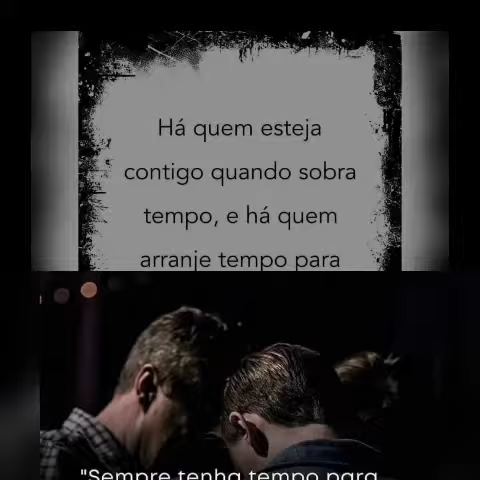 Há quem esteja
contigo quando sobra
tempo, e há quem
arranje tempo para
"Sempre tenha tempo para